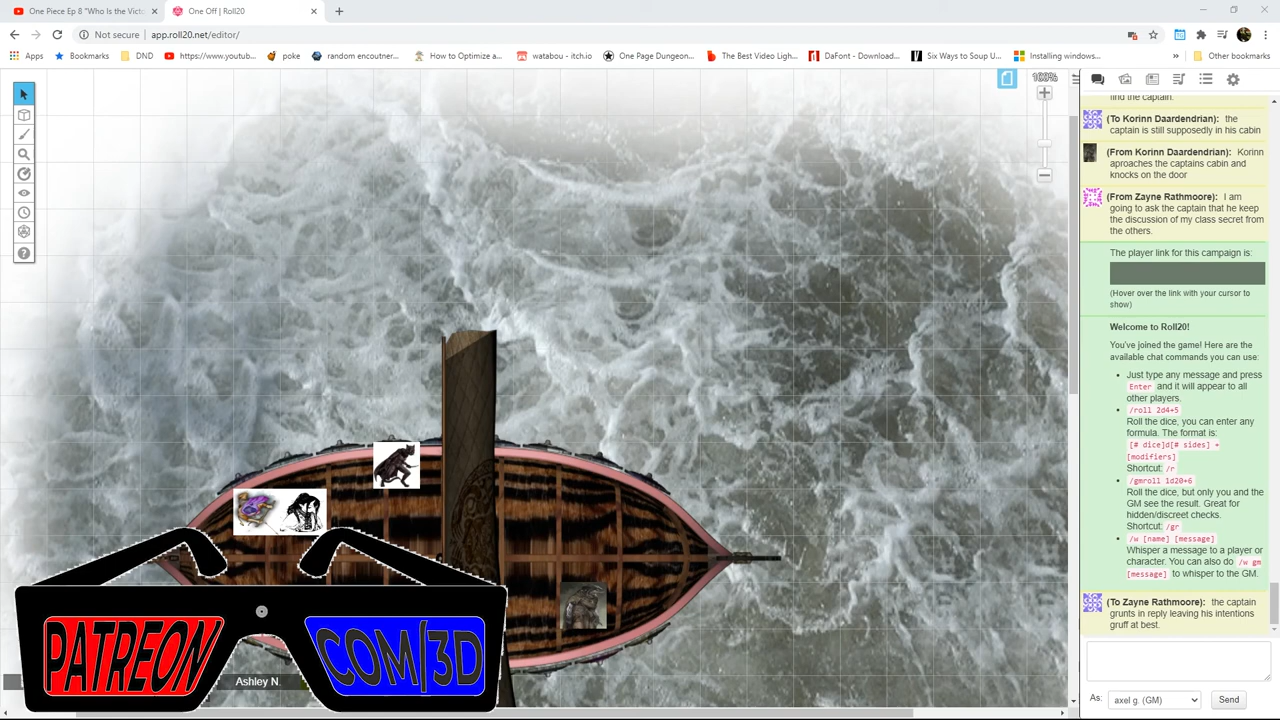 One Piece Ep 8 "Who Is the Victo
One Off | Roll20
Not secure | app.roll20.net/editor/
Apps
Bookmarks
DND
https://www.youtube...
poke
random encoutner...
How to Optimize a...
watabou - itch.io
One Page Dungeon...
The Best Video Ligh...
DaFont - Download...
Six Ways to Soup U...
Installing windows...
Other bookmarks
100%
find the captain.
(To Korinn Daardendrian): the
captain is still supposedly in his cabin
(From Korinn Daardendrian): Korinn
aproaches the captains cabin and
knocks on the door
(From Zayne Rathmoore): I am
going to ask the captain that he keep
the discussion of my class secret from
the others.
The player link for this campaign is:
(Hover over the link with your cursor to
show)
Welcome to Roll20!
You've joined the game! Here are the
available chat commands you can use:
Just type any message and press
Enter and it will appear to all
other players.
/roll 2d4+5
Roll the dice, you can enter any
formula. The format is:
[# dice]d[# sides] +
[modifiers]
Shortcut: /r
/gmroll 1d20+6
Roll the dice, but only you and the
GM see the result. Great for
hidden/discreet checks.
Shortcut: /gr
/w [name] [message]
Whisper a message to a player or
character. You can also do /w gm
[message] to whisper to the GM.
(To Zayne Rathmoore): the captain
grunts in reply leaving his intentions
gruff at best.
As: axel g. (GM)
Send
PATREON
COM/3D
Ashley N.